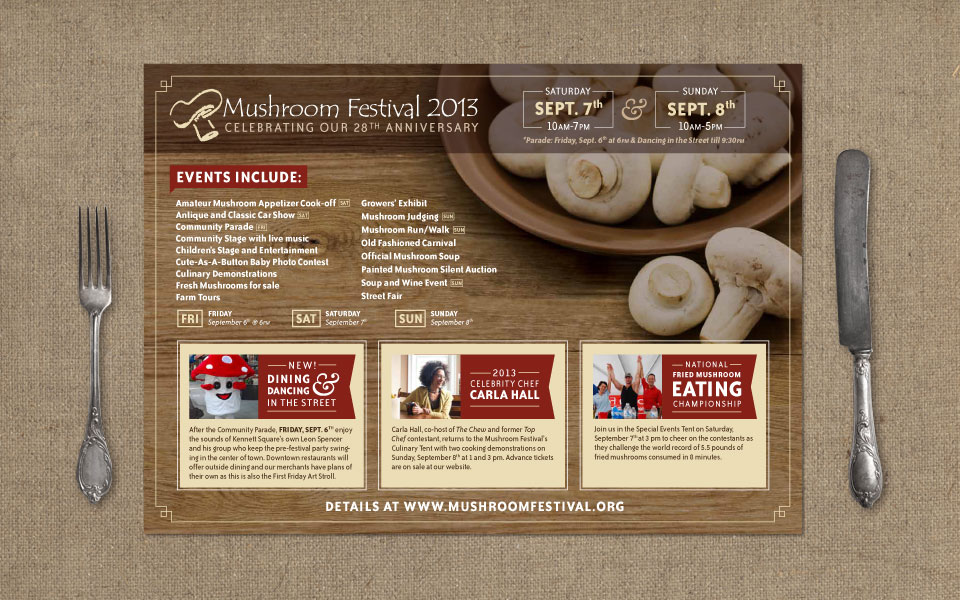 Mushroom Festival 2013
CELEBRATING OUR 28TH ANNIVERSARY
SATURDAY
SEPT. 7th
10AM-7PM
&
SUNDAY
SEPT. 8th
10AM-5PM
*Parade: Friday, Sept. 6th at 6PM & Dancing in the Street till 9:30PM
EVENTS INCLUDE:
Amateur Mushroom Appetizer Cook-off SAT
Antique and Classic Car Show SAT
Community Parade FRI
Community Stage with live music
Children's Stage and Entertainment
Cute-As-A-Button Baby Photo Contest
Culinary Demonstrations
Fresh Mushrooms for sale
Farm Tours
Growers' Exhibit
Mushroom Judging SUN
Mushroom Run/Walk SUN
Old Fashioned Carnival
Official Mushroom Soup
Painted Mushroom Silent Auction
Soup and Wine Event SUN
Street Fair
FRI
FRIDAY
September 6th @ 6PM
SAT
SATURDAY
September 7th
SUN
SUNDAY
September 8th
NEW!
DINING &
DANCING
IN THE STREET
After the Community Parade, FRIDAY, SEPT. 6TH enjoy
the sounds of Kennett Square's own Leon Spencer
and his group who keep the pre-festival party swing-
ing in the center of town. Downtown restaurants will
offer outside dining and our merchants have plans of
their own as this is also the First Friday Art Stroll.
2013
CELEBRITY CHEF
CARLA HALL
Carla Hall, co-host of The Chew and former Top
Chef contestant, returns to the Mushroom Festival's
Culinary Tent with two cooking demonstrations on
Sunday, September 8th at 1 and 3 pm. Advance tickets
are on sale at our website.
NATIONAL
FRIED MUSHROOM
EATING
CHAMPIONSHIP
Join us in the Special Events Tent on Saturday,
September 7th at 3 pm to cheer on the contestants as
they challenge the world record of 5.5 pounds of
fried mushrooms consumed in 8 minutes.
DETAILS AT WWW.MUSHROOMFESTIVAL.ORG